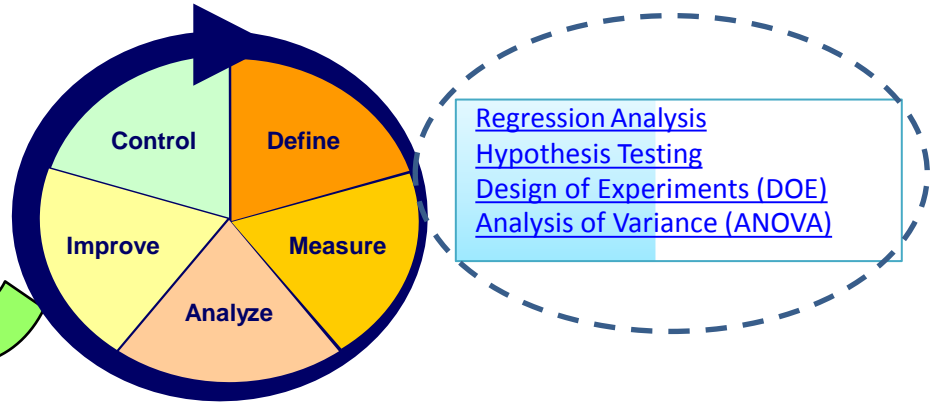 Control
Define
Improve
Measure
Analyze
Regression Analysis
Hypothesis Testing
Design of Experiments (DOE)
Analysis of Variance (ANOVA)